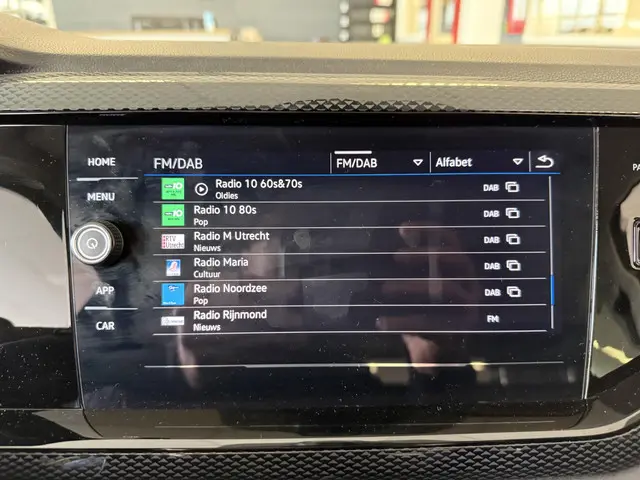 HOME
MENU
APP
CAR
FM/DAB
FM/DAB
Alfabet
Radio 10 60s&70s
Oldies
DAB
Radio 10 80s
Pop
DAB
Radio M Utrecht
Nieuws
DAB
Radio Maria
Cultuur
DAB
Radio Noordzee
Pop
DAB
Radio Rijnmond
Nieuws
FM